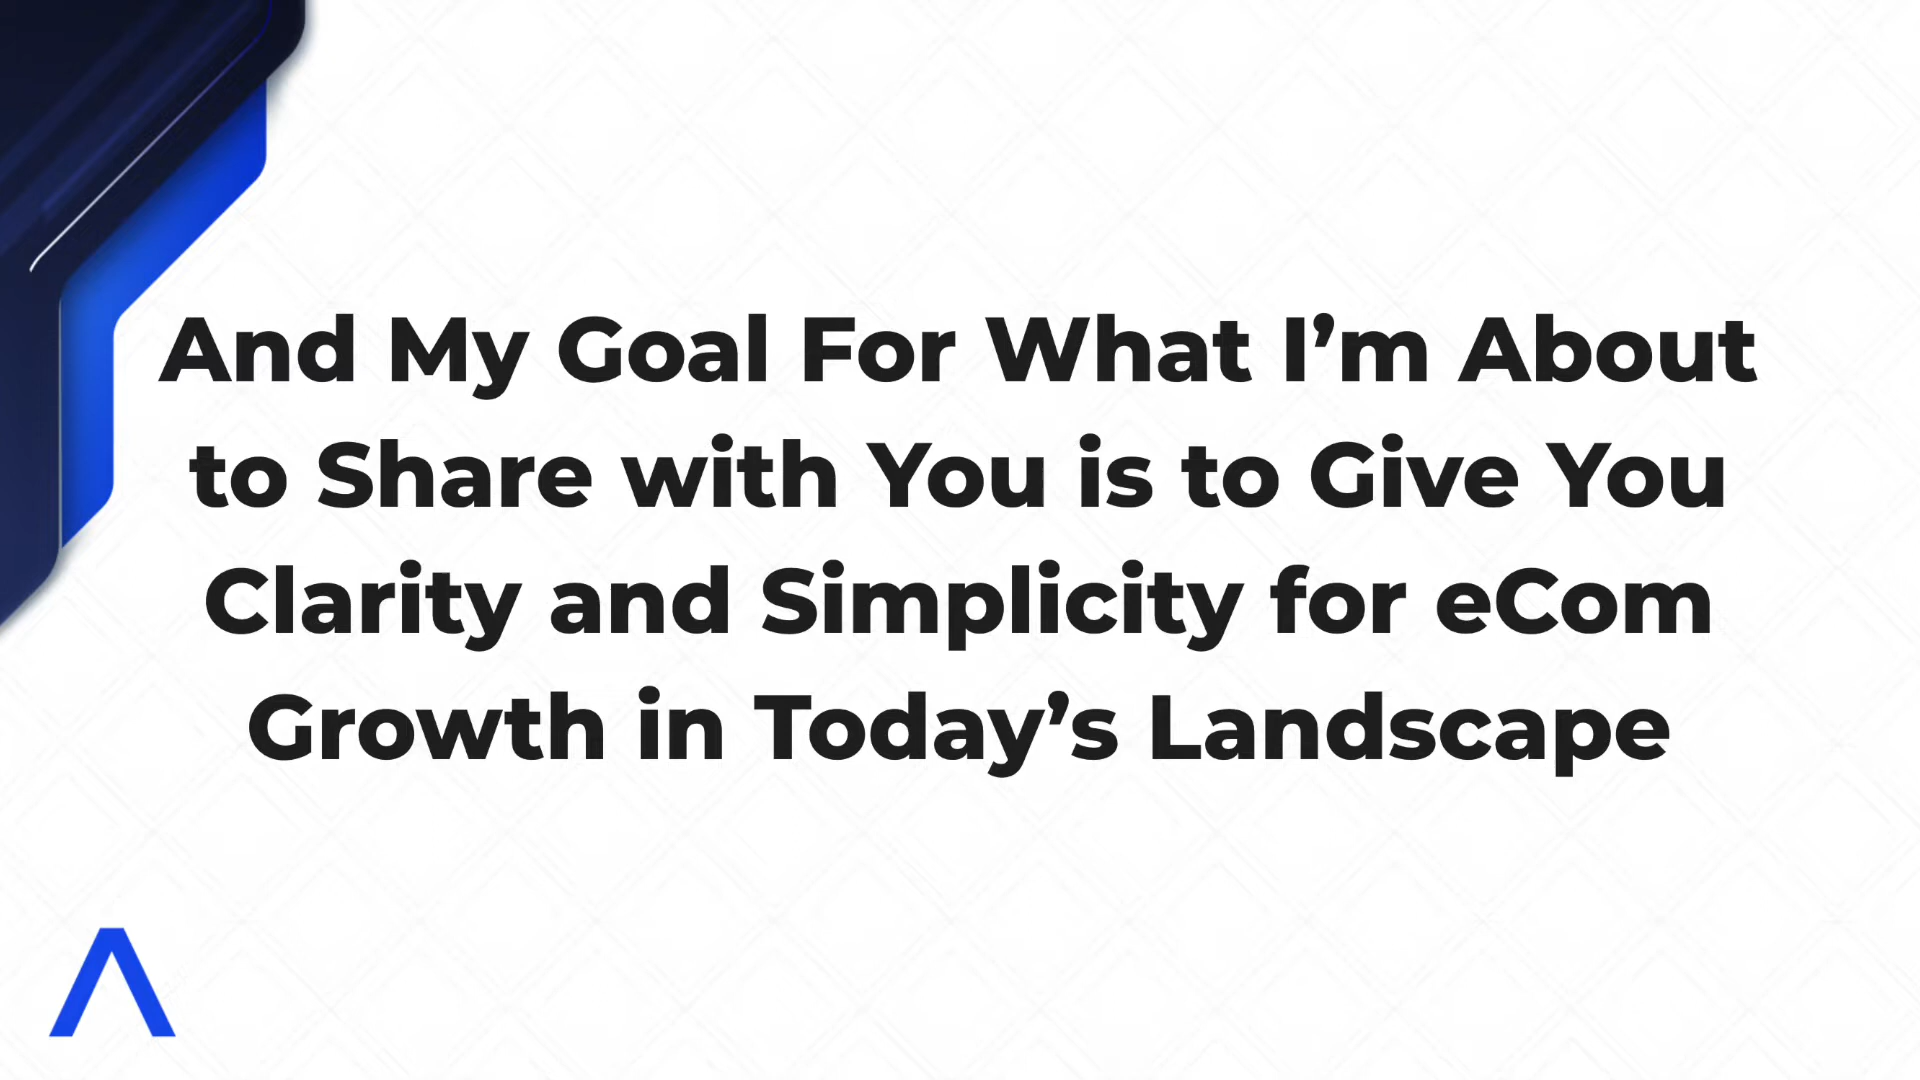 And My Goal For What I’m About
to Share with You is to Give You
Clarity and Simplicity for eCom
Growth in Today’s Landscape